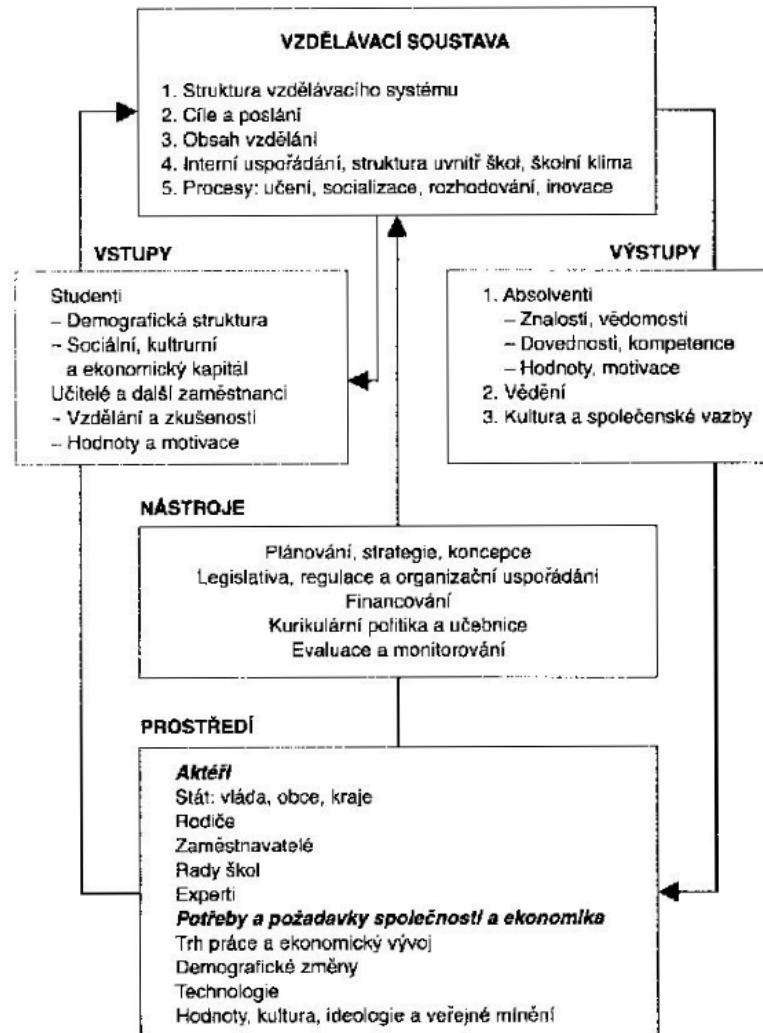 VZDĚLÁVACÍ SOUSTAVA
1. Struktura vzdělávacího systému
2. Cíle a poslání
3. Obsah vzdělání
4. Interní uspořádání, struktura uvnitř škol, školní klima
5. Procesy: učení, socializace, rozhodování, inovace
VSTUPY
Studenti
– Demografická struktura
– Sociální, kultrurní
a ekonomický kapitál
Učitelé a další zaměstnanci
– Vzdělání a zkušenosti
– Hodnoty a motivace
VÝSTUPY
1. Absolventi
– Znalosti, vědomosti
– Dovednosti, kompetence
– Hodnoty, motivace
2. Vědění
3. Kultura a společenské vazby
NÁSTROJE
Plánování, strategie, koncepce
Legislativa, regulace a organizační uspořádání
Financování
Kurikulární politika a učebnice
Evaluace a monitorování
PROSTŘEDÍ
Aktéři
Stát: vláda, obce, kraje
Rodiče
Zaměstnavatelé
Rady škol
Experti
Potřeby a požadavky společnosti a ekonomika
Trh práce a ekonomický vývoj
Demografické změny
Technologie
Hodnoty, kultura, ideologie a veřejné mínění